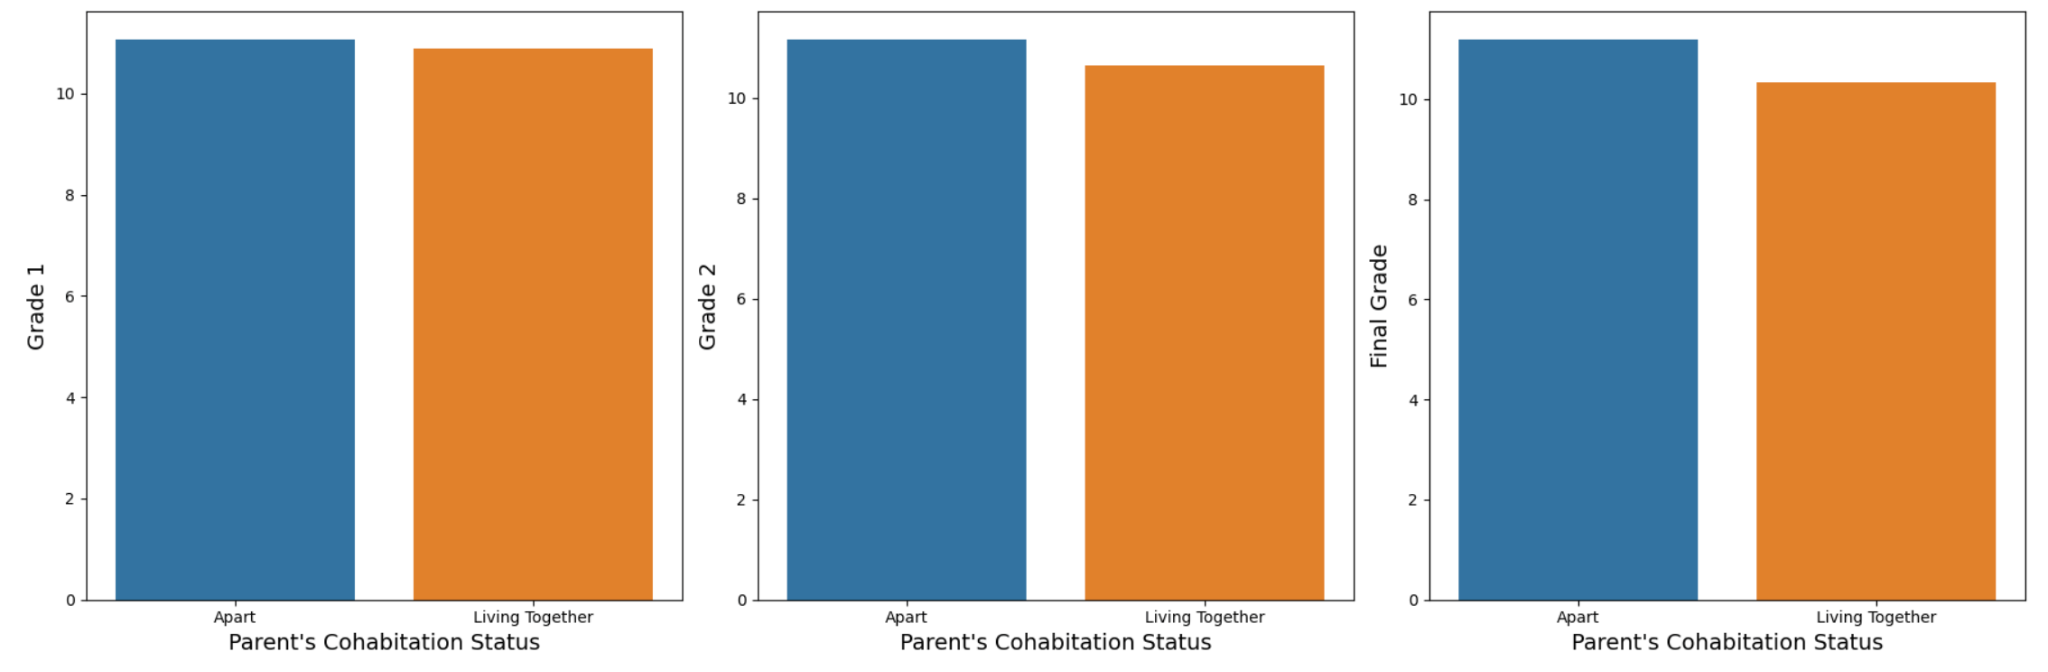 Grade 1
10
8
6
4
2
0
Apart
Living Together
Parent's Cohabitation Status
Grade 2
10
8
6
4
2
0
Apart
Living Together
Parent's Cohabitation Status
Final Grade
10
8
6
4
2
0
Apart
Living Together
Parent's Cohabitation Status